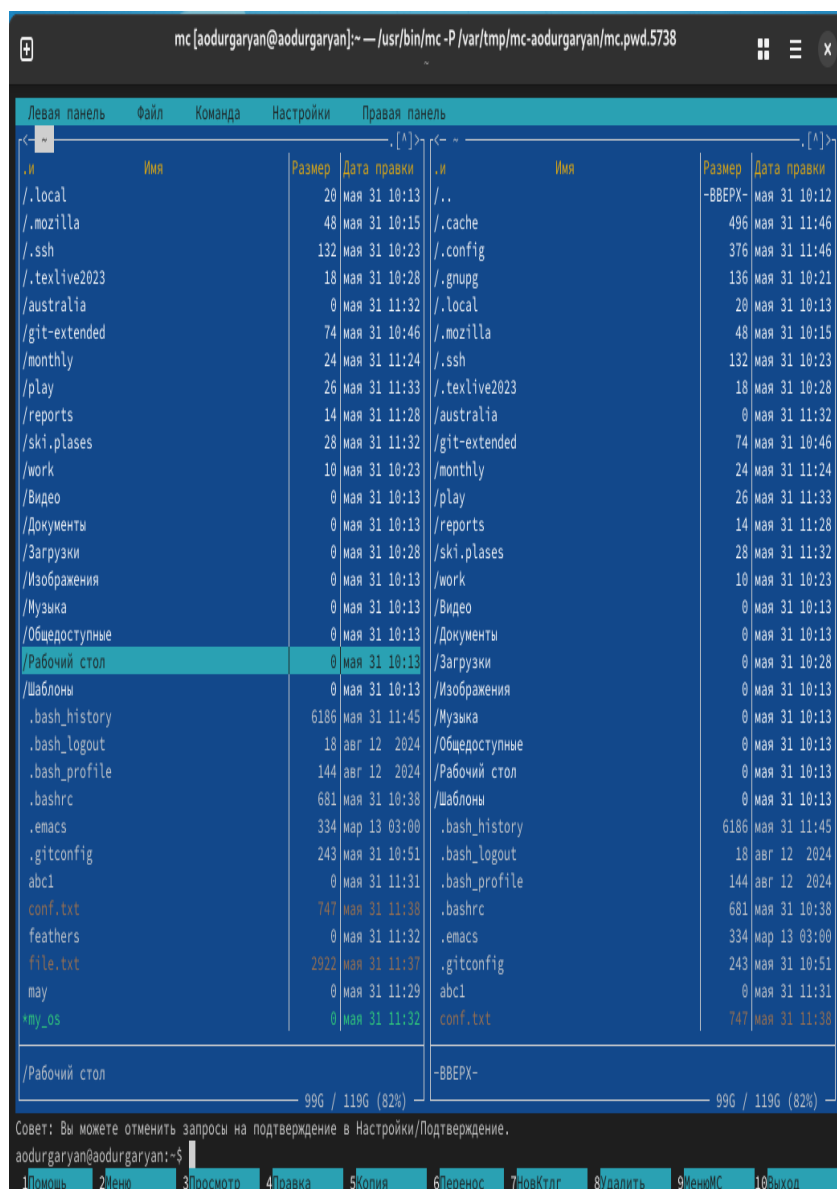 mc [aodurgaryan@aodurgaryan]:~ — /usr/bin/mc -P /var/tmp/mc-aodurgaryan/mc.pwd.5738
~
Левая панель Файл Команда Настройки Правая панель
<- ~ .[^]>
.и Имя Размер Дата правки
/.local 20 мая 31 10:13
/.mozilla 48 мая 31 10:15
/.ssh 132 мая 31 10:23
/.texlive2023 18 мая 31 10:28
/australia 0 мая 31 11:32
/git-extended 74 мая 31 10:46
/monthly 24 мая 31 11:24
/play 26 мая 31 11:33
/reports 14 мая 31 11:28
/ski.plases 28 мая 31 11:32
/work 10 мая 31 10:23
/Видео 0 мая 31 10:13
/Документы 0 мая 31 10:13
/Загрузки 0 мая 31 10:28
/Изображения 0 мая 31 10:13
/Музыка 0 мая 31 10:13
/Общедоступные 0 мая 31 10:13
/Рабочий стол 0 мая 31 10:13
/Шаблоны 0 мая 31 10:13
.bash_history 6186 мая 31 11:45
.bash_logout 18 авг 12 2024
.bash_profile 144 авг 12 2024
.bashrc 681 мая 31 10:38
.emacs 334 мар 13 03:00
.gitconfig 243 мая 31 10:51
abc1 0 мая 31 11:31
conf.txt 747 мая 31 11:38
feathers 0 мая 31 11:32
file.txt 2922 мая 31 11:37
may 0 мая 31 11:29
*my_os 0 мая 31 11:32
/Рабочий стол
99G / 119G (82%)
<- ~ .[^]>
.и Имя Размер Дата правки
/.. -ВВЕРХ- мая 31 10:12
/.cache 496 мая 31 11:46
/.config 376 мая 31 11:46
/.gnupg 136 мая 31 10:21
/.local 20 мая 31 10:13
/.mozilla 48 мая 31 10:15
/.ssh 132 мая 31 10:23
/.texlive2023 18 мая 31 10:28
/australia 0 мая 31 11:32
/git-extended 74 мая 31 10:46
/monthly 24 мая 31 11:24
/play 26 мая 31 11:33
/reports 14 мая 31 11:28
/ski.plases 28 мая 31 11:32
/work 10 мая 31 10:23
/Видео 0 мая 31 10:13
/Документы 0 мая 31 10:13
/Загрузки 0 мая 31 10:28
/Изображения 0 мая 31 10:13
/Музыка 0 мая 31 10:13
/Общедоступные 0 мая 31 10:13
/Рабочий стол 0 мая 31 10:13
/Шаблоны 0 мая 31 10:13
.bash_history 6186 мая 31 11:45
.bash_logout 18 авг 12 2024
.bash_profile 144 авг 12 2024
.bashrc 681 мая 31 10:38
.emacs 334 мар 13 03:00
.gitconfig 243 мая 31 10:51
abc1 0 мая 31 11:31
conf.txt 747 мая 31 11:38
-ВВЕРХ-
99G / 119G (82%)
Совет: Вы можете отменить запросы на подтверждение в Настройки/Подтверждение.
aodurgaryan@aodurgaryan:~$
1Помощь 2Меню 3Просмотр 4Правка 5Копия 6Перенос 7НовКтлг 8Удалить 9МенюMC 10Выход